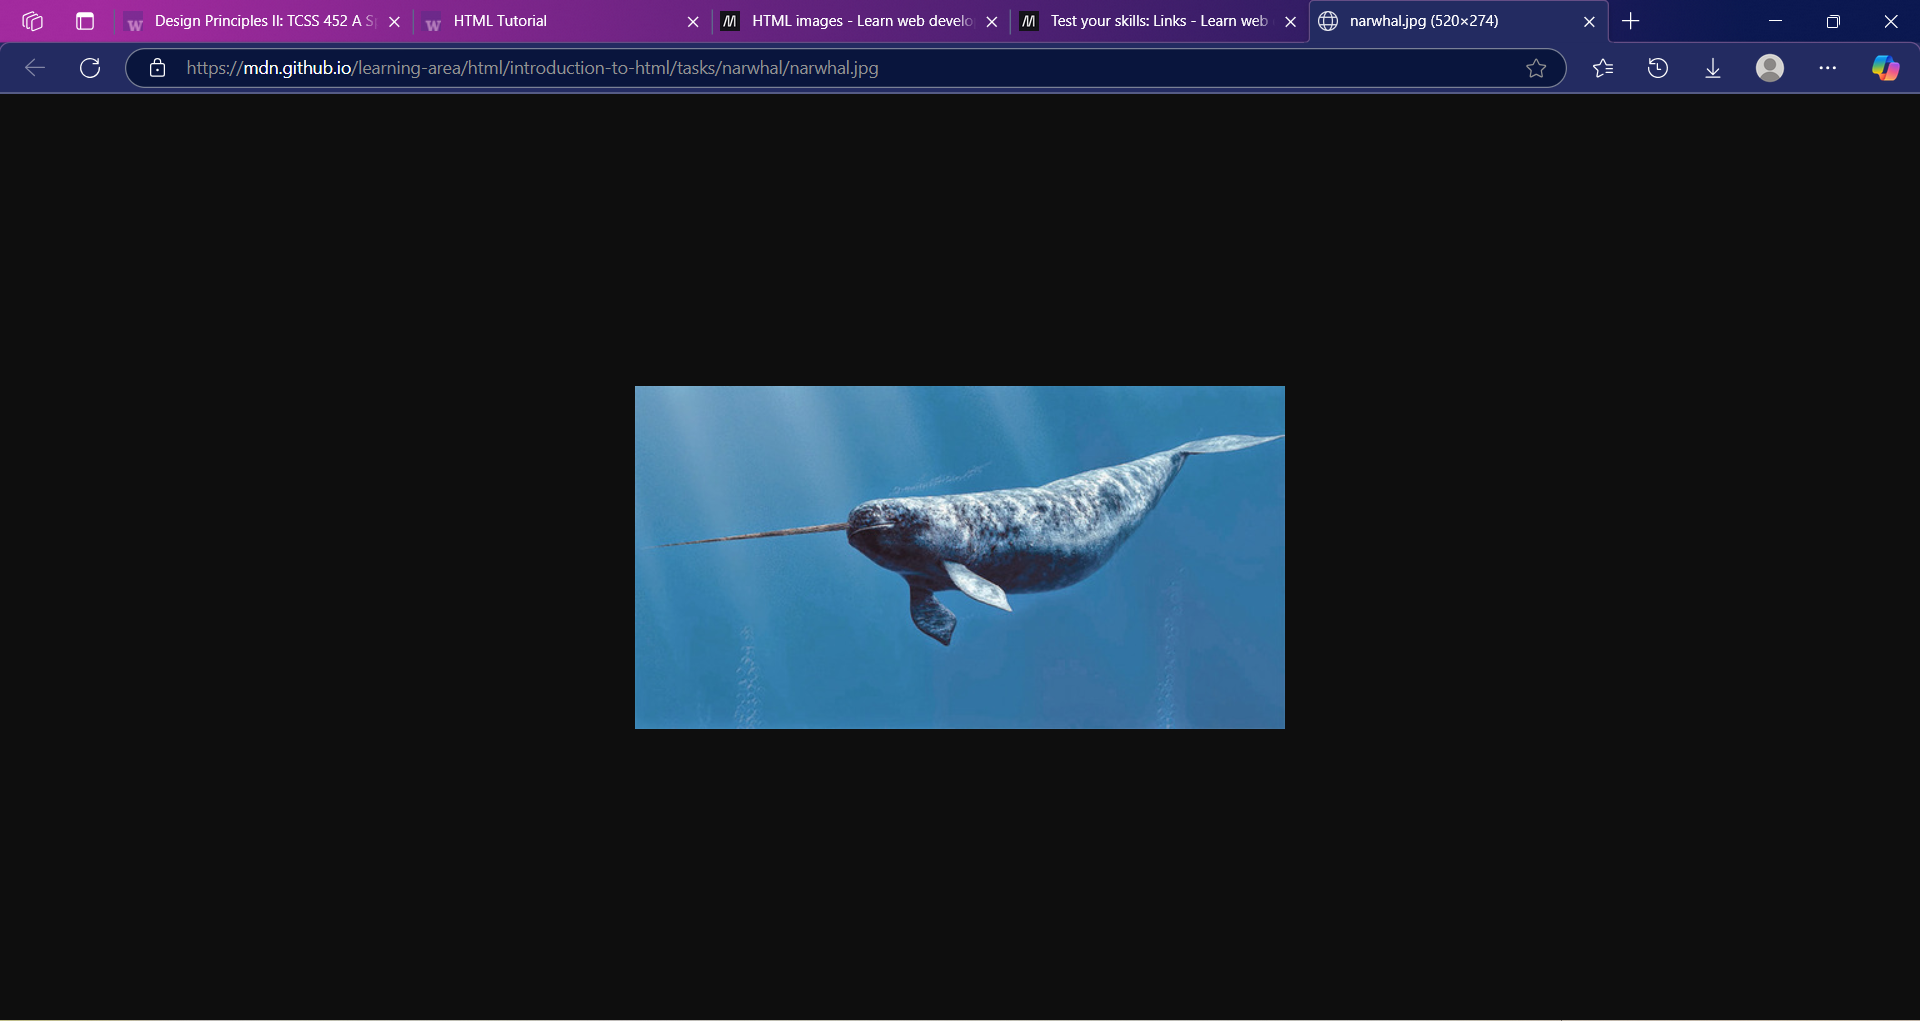 Design Principles II: TCSS 452 A S
HTML Tutorial
HTML images - Learn web develo
Test your skills: Links - Learn web
narwhal.jpg (520×274)
https://mdn.github.io/learning-area/html/introduction-to-html/tasks/narwhal/narwhal.jpg